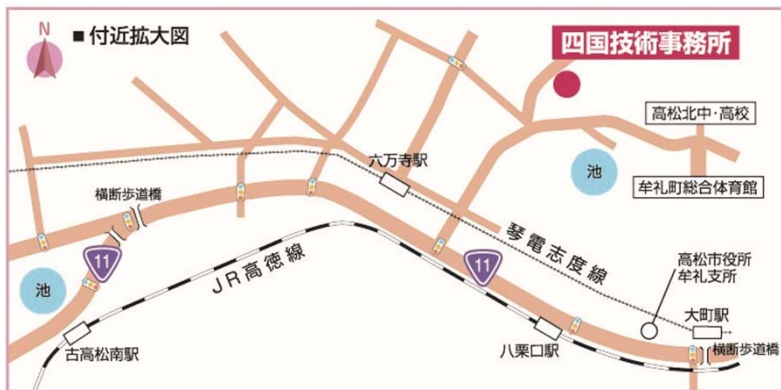 N
■付近拡大図
四国技術事務所
高松北中・高校
六万寺駅
池
牟礼町総合体育館
横断歩道橋
琴電志度線
11
11
JR高徳線
高松市役所
牟礼支所
池
大町駅
古高松南駅
八栗口駅
横断歩道橋